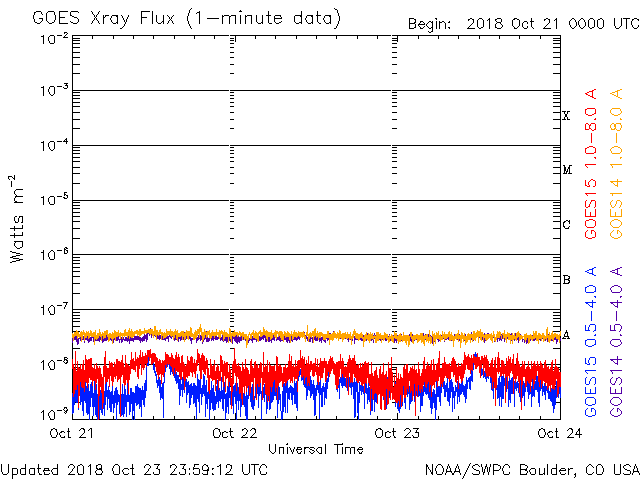 GOES Xray Flux (1-minute data)
Begin: 2018 Oct 21 0000 UTC
10⁻²
10⁻³
10⁻⁴
10⁻⁵
10⁻⁶
10⁻⁷
10⁻⁸
10⁻⁹
Watts m⁻²
X
M
C
B
A
GOES15 1.0-8.0 A
GOES14 1.0-8.0 A
GOES15 0.5-4.0 A
GOES14 0.5-4.0 A
Oct 21
Oct 22
Oct 23
Oct 24
Universal Time
Updated 2018 Oct 23 23:59:12 UTC
NOAA/SWPC Boulder, CO USA